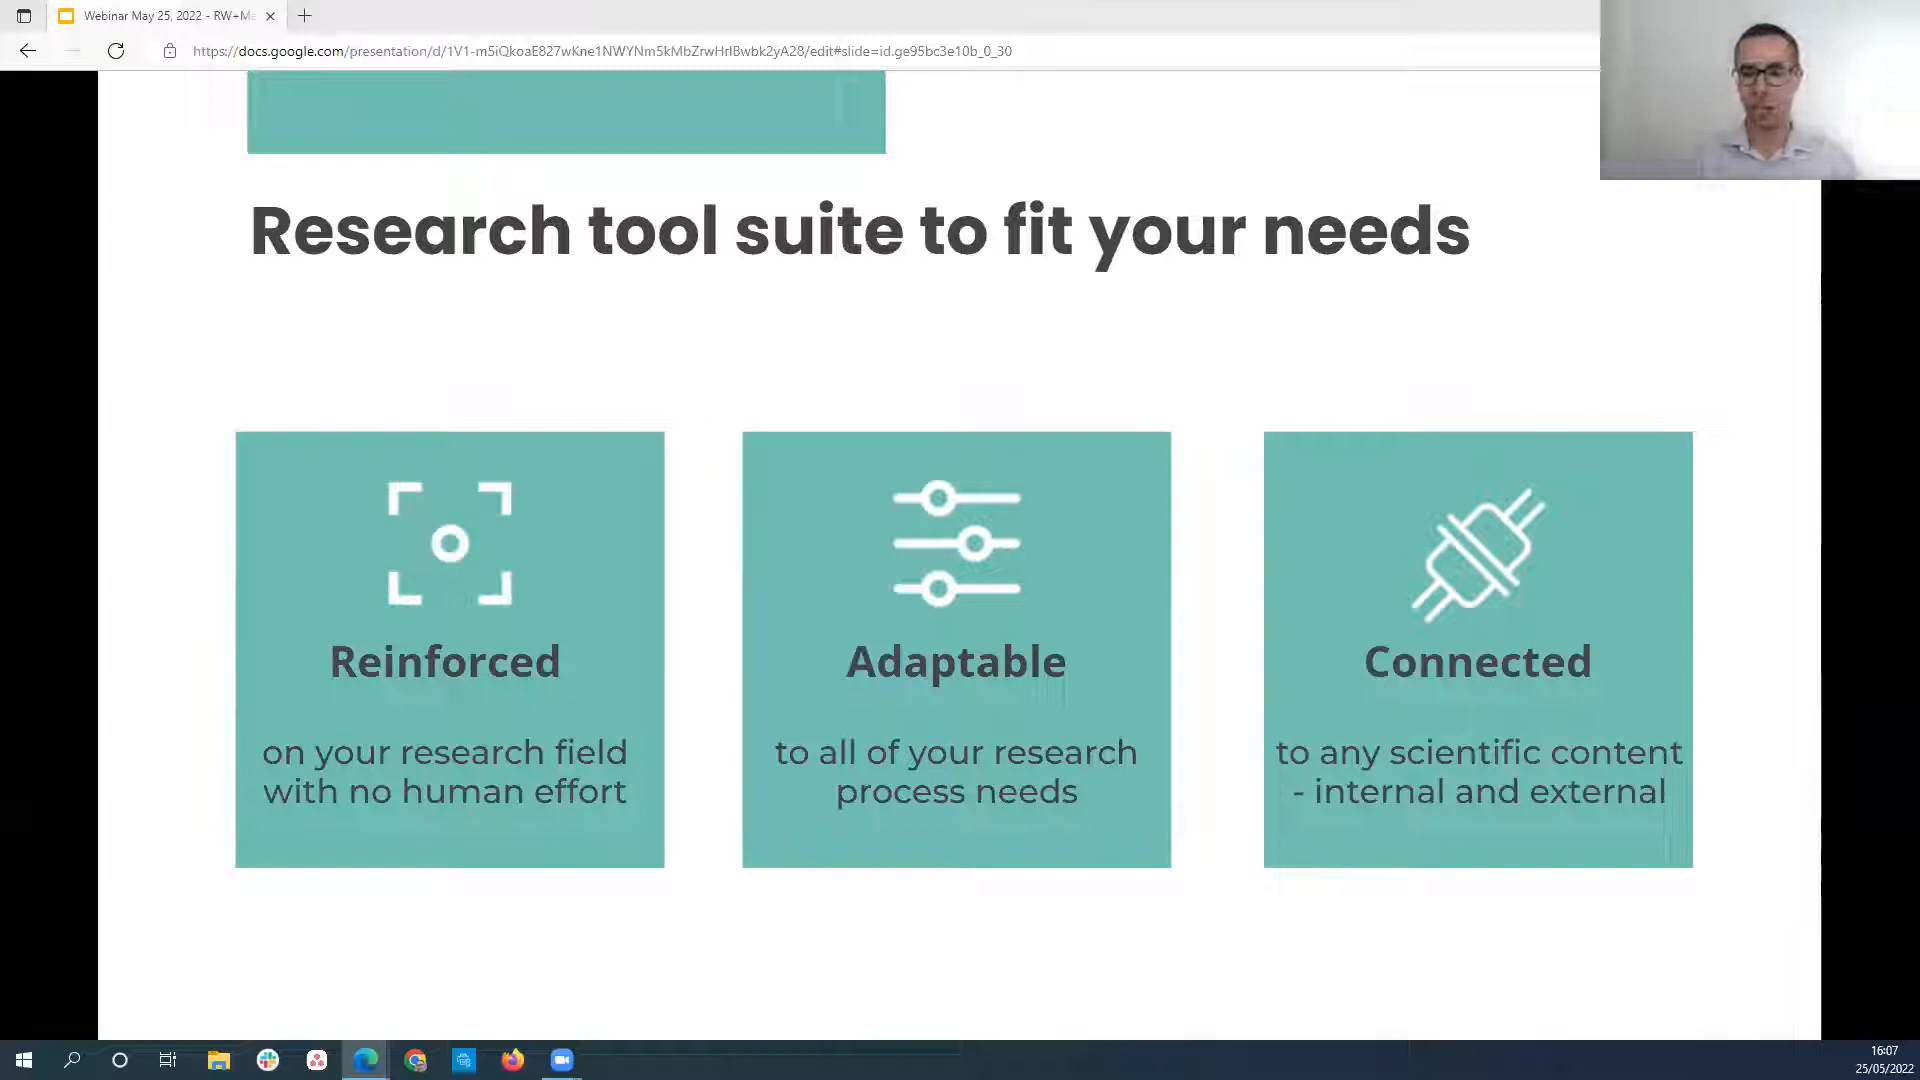 Webinar May 25, 2022 - RW+Me
https://docs.google.com/presentation/d/1V1-m5iQkoaE827wKne1NWYNm5kMbZrwHrlBwbk2yA28/edit#slide=id.ge95bc3e10b_0_30
Research tool suite to fit your needs
Reinforced
on your research field
with no human effort
Adaptable
to all of your research
process needs
Connected
to any scientific content
- internal and external
16:07
25/05/2022